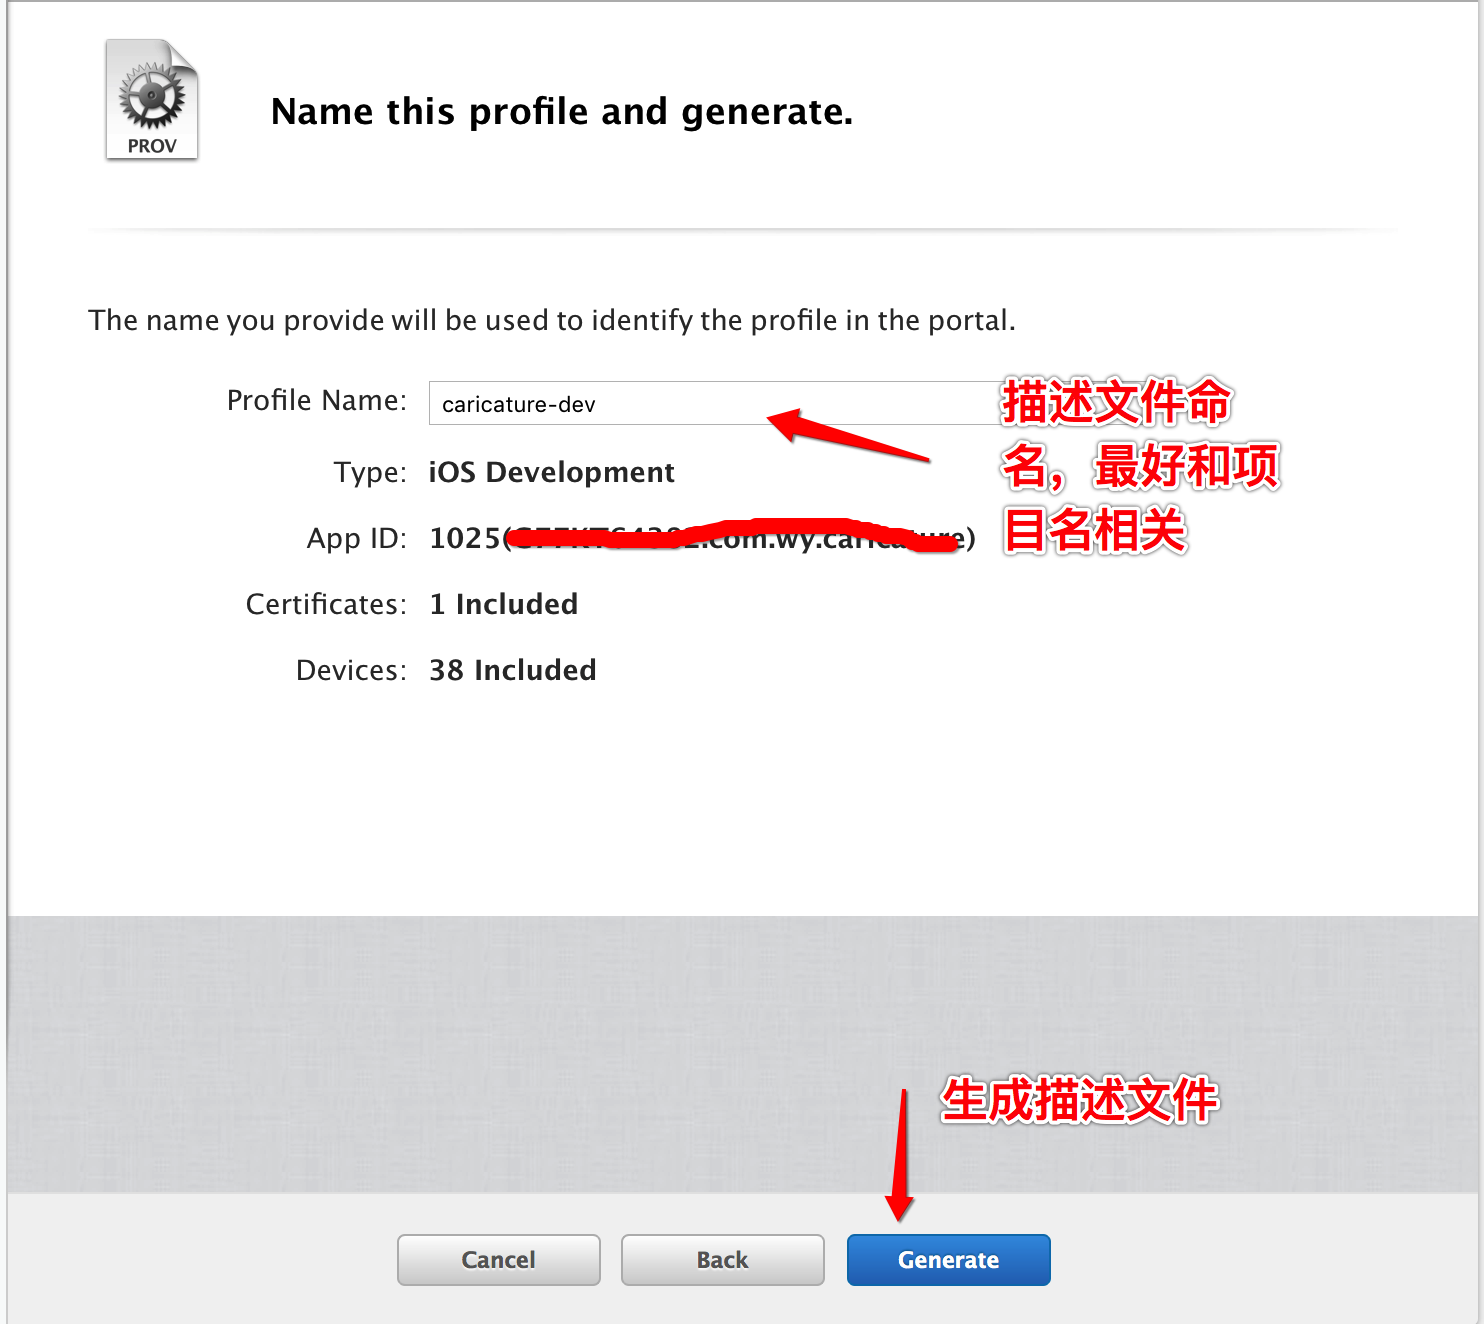 PROV
Name this profile and generate.
The name you provide will be used to identify the profile in the portal.
Profile Name: caricature-dev
描述文件命
名，最好和项
目名相关
Type: iOS Development
App ID: 1025( .com.wy.caricature)
Certificates: 1 Included
Devices: 38 Included
生成描述文件
Cancel
Back
Generate